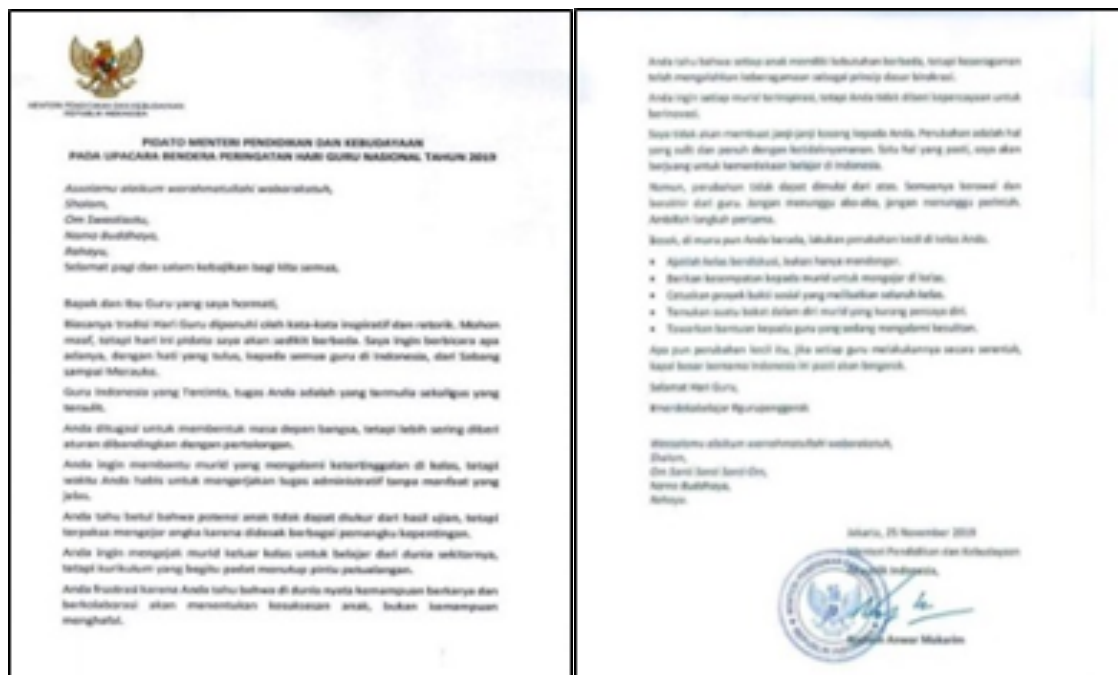 MENTERI PENDIDIKAN DAN KEBUDAYAAN
REPUBLIK INDONESIA
PIDATO MENTERI PENDIDIKAN DAN KEBUDAYAAN
PADA UPACARA BENDERA PERINGATAN HARI GURU NASIONAL TAHUN 2019
Assalamu alaikum warahmatullahi wabarakatuh,
Shalom,
Om Swastiastu,
Namo Buddhaya,
Rahayu,
Selamat pagi dan salam kebajikan bagi kita semua,
Bapak dan Ibu Guru yang saya hormati,
Biasanya tradisi Hari Guru dipenuhi oleh kata-kata inspiratif dan retorik. Mohon
maaf, tetapi hari ini pidato saya akan sedikit berbeda. Saya ingin berbicara apa
adanya, dengan hati yang tulus, kepada semua guru di Indonesia, dari Sabang
sampai Merauke.
Guru Indonesia yang Tercinta, tugas Anda adalah yang termulia sekaligus yang
tersulit.
Anda ditugasi untuk membentuk masa depan bangsa, tetapi lebih sering diberi
aturan dibandingkan dengan pertolongan.
Anda ingin membantu murid yang mengalami ketertinggalan di kelas, tetapi
waktu Anda habis untuk mengerjakan tugas administratif tanpa manfaat yang
jelas.
Anda tahu betul bahwa potensi anak tidak dapat diukur dari hasil ujian, tetapi
terpaksa mengejar angka karena didesak berbagai pemangku kepentingan.
Anda ingin mengajak murid keluar kelas untuk belajar dari dunia sekitarnya,
tetapi kurikulum yang begitu padat menutup pintu petualangan.
Anda frustrasi karena Anda tahu bahwa di dunia nyata kemampuan berkarya dan
berkolaborasi akan menentukan kesuksesan anak, bukan kemampuan
menghafal.
Anda tahu bahwa setiap anak memiliki kebutuhan berbeda, tetapi keseragaman
telah mengalahkan keberagaman sebagai prinsip dasar birokrasi.
Anda ingin setiap murid terinspirasi, tetapi Anda tidak diberi kepercayaan untuk
berinovasi.
Saya tidak akan membuat janji-janji kosong kepada Anda. Perubahan adalah hal
yang sulit dan penuh dengan ketidaknyamanan. Satu hal yang pasti, saya akan
berjuang untuk kemerdekaan belajar di Indonesia.
Namun, perubahan tidak dapat dimulai dari atas. Semuanya berawal dan
berakhir dari guru. Jangan menunggu aba-aba, jangan menunggu perintah.
Ambillah langkah pertama.
Besok, di mana pun Anda berada, lakukan perubahan kecil di kelas Anda.
• Ajaklah kelas berdiskusi, bukan hanya mendengar.
• Berikan kesempatan kepada murid untuk mengajar di kelas.
• Cetuskan proyek bakti sosial yang melibatkan seluruh kelas.
• Temukan suatu bakat dalam diri murid yang kurang percaya diri.
• Tawarkan bantuan kepada guru yang sedang mengalami kesulitan.
Apa pun perubahan kecil itu, jika setiap guru melakukannya secara serentak,
kapal besar bernama Indonesia ini pasti akan bergerak.
Selamat Hari Guru,
#merdekabelajar #gurupenggerak
Wassalamu alaikum warrahmatullahi wabarakatuh,
Shalom,
Om Santi Santi Santi Om,
Namo Buddhaya,
Rahayu.
Jakarta, 25 November 2019
Menteri Pendidikan dan Kebudayaan
Indonesia,
Anwar Makarim